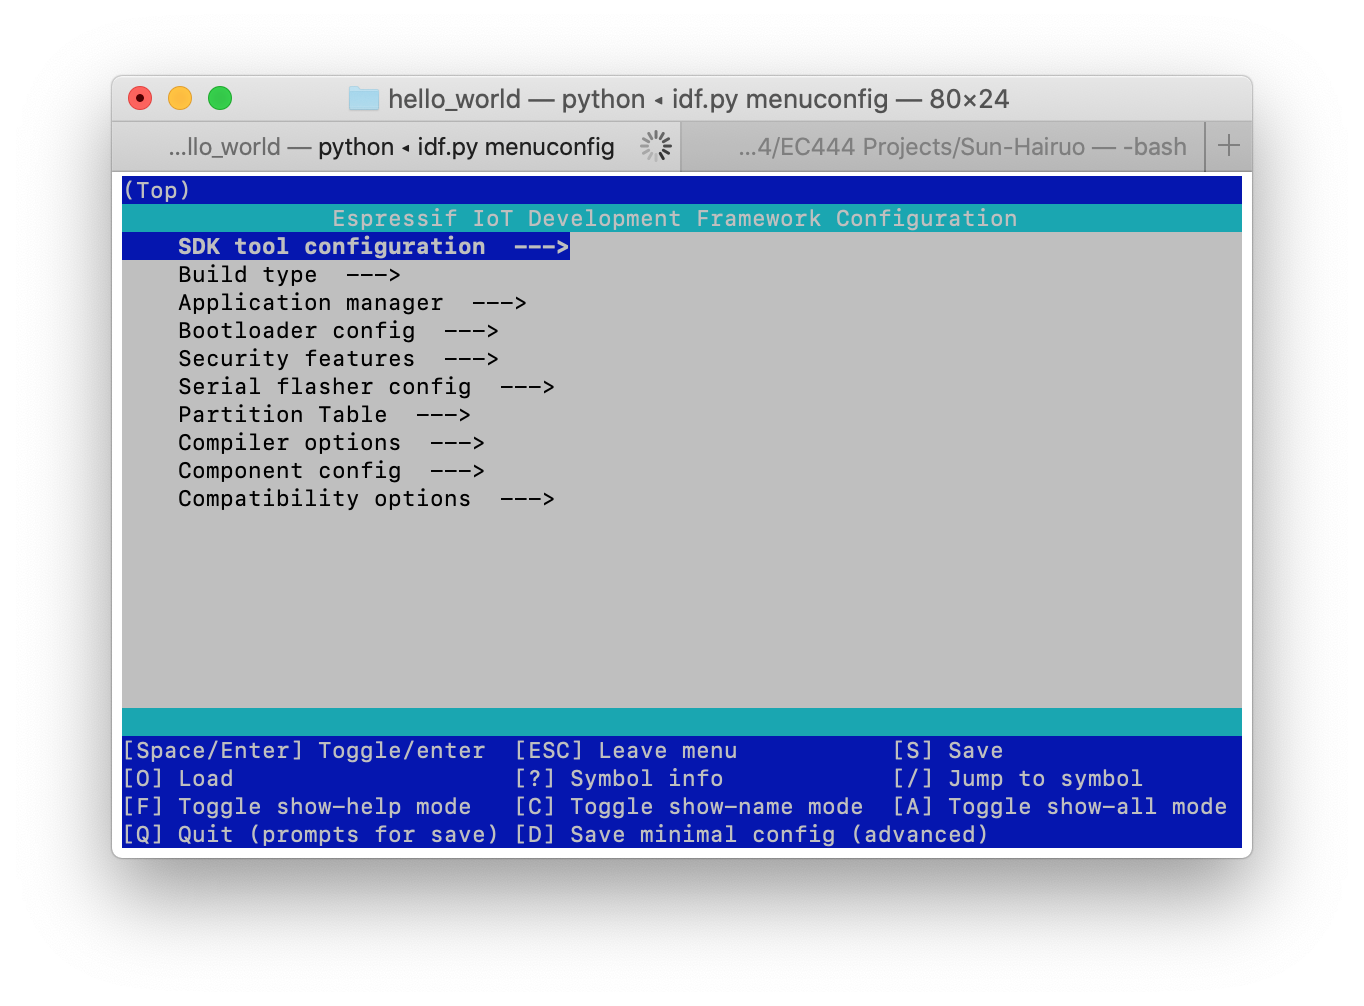 hello_world — python ◂ idf.py menuconfig — 80×24
...llo_world — python ◂ idf.py menuconfig
...4/EC444 Projects/Sun-Hairuo — -bash
+
(Top)
Espressif IoT Development Framework Configuration
SDK tool configuration  --->
Build type  --->
Application manager  --->
Bootloader config  --->
Security features  --->
Serial flasher config  --->
Partition Table  --->
Compiler options  --->
Component config  --->
Compatibility options  --->
[Space/Enter] Toggle/enter  [ESC] Leave menu           [S] Save
[O] Load                    [?] Symbol info            [/] Jump to symbol
[F] Toggle show-help mode   [C] Toggle show-name mode  [A] Toggle show-all mode
[Q] Quit (prompts for save) [D] Save minimal config (advanced)